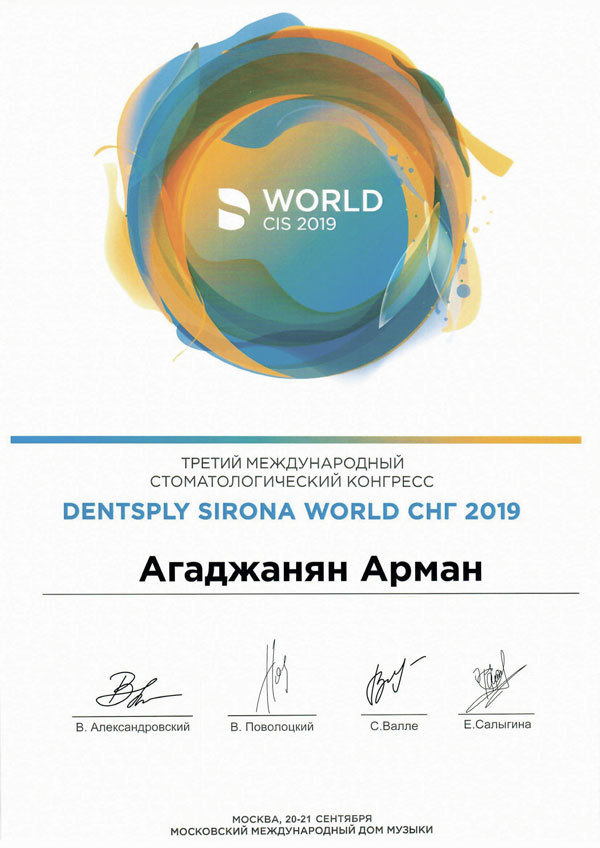 WORLD
CIS 2019
ТРЕТИЙ МЕЖДУНАРОДНЫЙ
СТОМАТОЛОГИЧЕСКИЙ КОНГРЕСС
DENTSPLY SIRONA WORLD СНГ 2019
Агаджанян Арман
В. Александровский
В. Поволоцкий
С.Валле
Е.Салыгина
МОСКВА, 20-21 СЕНТЯБРЯ
МОСКОВСКИЙ МЕЖДУНАРОДНЫЙ ДОМ МУЗЫКИ